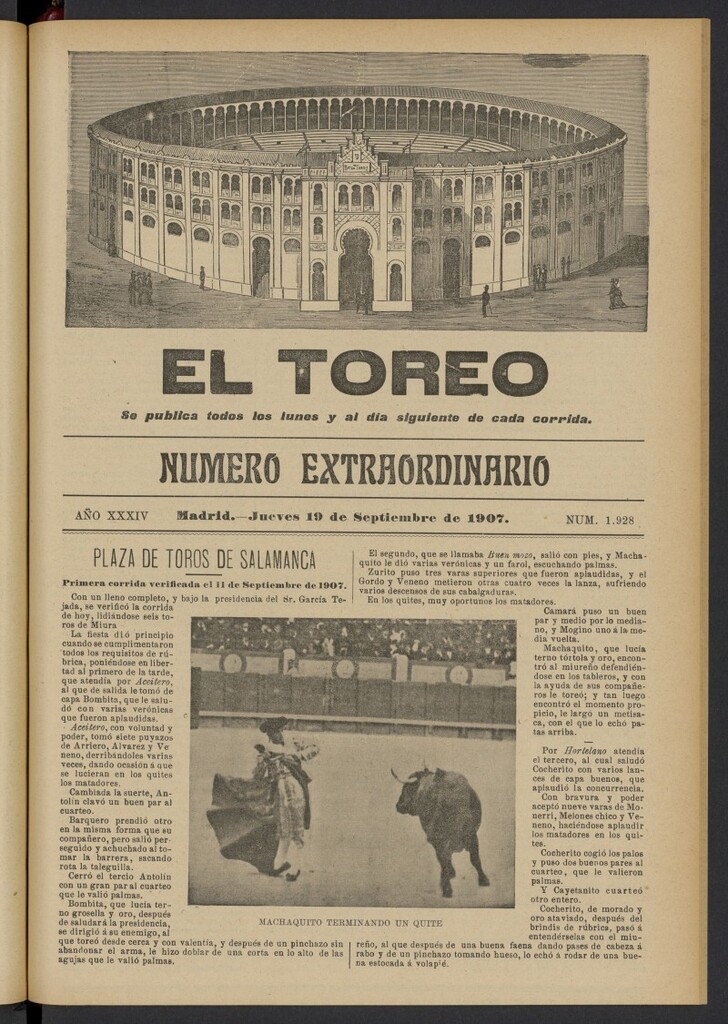 EL TOREO
Se publica todos los lunes y al día siguiente de cada corrida.
NUMERO EXTRAORDINARIO
AÑO XXXIV Madrid.—Jueves 19 de Septiembre de 1907. NUM. 1.928
PLAZA DE TOROS DE SALAMANCA
Primera corrida verificada el 11 de Septiembre de 1907.
Con un lleno completo, y bajo la presidencia del Sr. García Te-
jada, se verificó la corrida
de hoy, lidiándose seis to-
ros de Miura
La fiesta dió principio
cuando se cumplimentaron
todos los requisitos de rú-
brica, poniéndose en liber-
tad al primero de la tarde,
que atendía por Aceitero,
al que de salida le tomó de
capa Bombita, que le salu-
dó con varias verónicas
que fueron aplaudidas.
Aceitero, con voluntad y
poder, tomó siete puyazos
de Arriero, Alvarez y Ve
neno, derribándoles varias
veces, dando ocasión á que
se lucieran en los quites
los matadores.
Cambiada la suerte, An-
tolín clavó un buen par al
cuarteo.
Barquero prendió otro
en la misma forma que su
compañero, pero salió per-
seguido y achuchado al to-
mar la barrera, sacando
rota la taleguilla.
Cerró el tercio Antolín
con un gran par al cuarteo
que le valió palmas.
Bombita, que lucía ter-
no grosella y oro, después
de saludará la presidencia,
se dirigió á su enemigo, al
que toreó desde cerca y con valentía, y después de un pinchazo sin
abandonar el arma, le hizo doblar de una corta en lo alto de las
agujas que le valió palmas.
El segundo, que se llamaba Buen mozo, salió con pies, y Macha-
quito le dió varias verónicas y un farol, escuchando palmas.
Zurito puso tres varas superiores que fueron aplaudidas, y el
Gordo y Veneno metieron otras cuatro veces la lanza, sufriendo
varios descensos de sus cabalgaduras.
En los quites, muy oportunos los matadores.
Camará puso un buen
par y medio por lo media-
no, y Mogino uno á la me-
dia vuelta.
Machaquito, que lucía
terno tórtola y oro, encon-
tró al miureño defendién-
dose en los tableros, y con
la ayuda de sus compañe-
ros le toreó; y tan luego
encontró el momento pro-
picio, le largo un metisa-
ca, con el que lo echó pa-
tas arriba.
Por Hortelano atendía
el tercero, al cual saludó
Cocherito con varios lan-
ces de capa buenos, que
aplaudió la concurrencia.
Con bravura y poder
aceptó nueve varas de Mo-
nerri, Melones chico y Ve-
neno, haciéndose aplaudir
los matadores en los qui-
tes.
Cocherito cogió los palos
y puso dos buenos pares al
cuarteo, que le valieron
palmas.
Y Cayetanito cuarteó
otro entero.
Cocherito, de morado y
oro ataviado, después del
brindis de rúbrica, pasó á
entendérselas con el miu-
reño, al que después de una buena faena dando pases de cabeza á
rabo y de un pinchazo tomando hueso, lo echó á rodar de una bue-
na estocada á volapié.
MACHAQUITO TERMINANDO UN QUITE